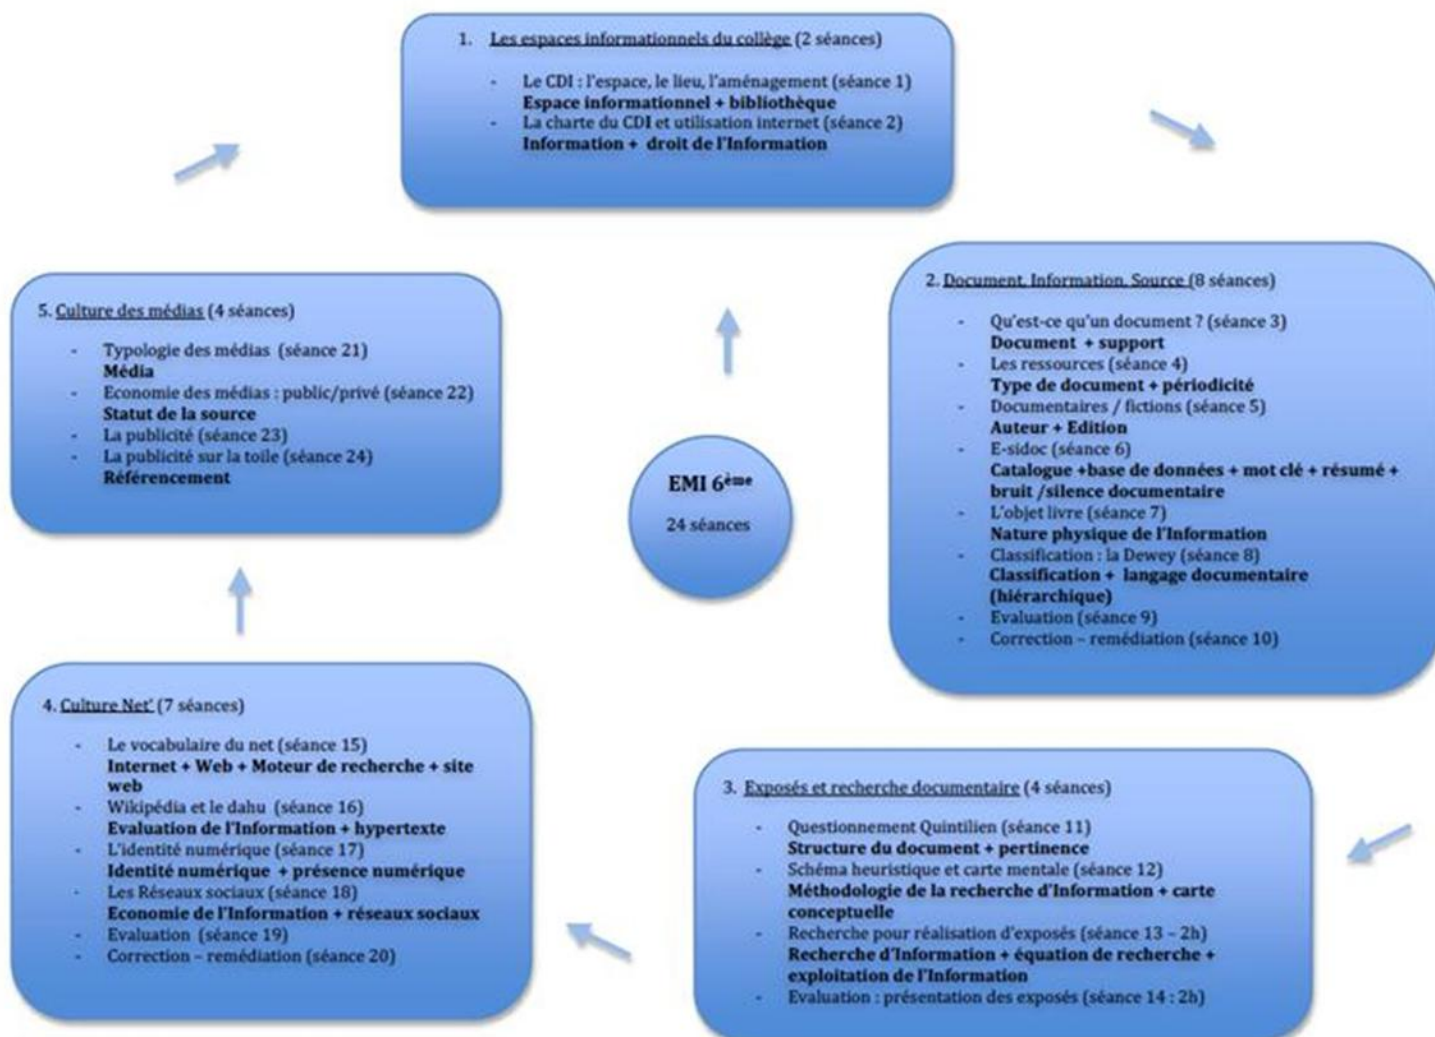 1. Les espaces informationnels du collège (2 séances)
- Le CDI : l'espace, le lieu, l'aménagement (séance 1)
Espace informationnel + bibliothèque
- La charte du CDI et utilisation internet (séance 2)
Information + droit de l'Information
2. Document, Information, Source (8 séances)
- Qu'est-ce qu'un document ? (séance 3)
Document + support
- Les ressources (séance 4)
Type de document + périodicité
- Documentaires / fictions (séance 5)
Auteur + Edition
- E-sidoc (séance 6)
Catalogue +base de données + mot clé + résumé +
bruit /silence documentaire
- L'objet livre (séance 7)
Nature physique de l'Information
- Classification : la Dewey (séance 8)
Classification + langage documentaire
(hiérarchique)
- Evaluation (séance 9)
- Correction – remédiation (séance 10)
3. Exposés et recherche documentaire (4 séances)
- Questionnement Quintilien (séance 11)
Structure du document + pertinence
- Schéma heuristique et carte mentale (séance 12)
Méthodologie de la recherche d'Information + carte
conceptuelle
- Recherche pour réalisation d'exposés (séance 13 – 2h)
Recherche d'Information + équation de recherche +
exploitation de l'Information
- Evaluation : présentation des exposés (séance 14 : 2h)
4. Culture Net' (7 séances)
- Le vocabulaire du net (séance 15)
Internet + Web + Moteur de recherche + site
web
- Wikipédia et le dahu (séance 16)
Evaluation de l'Information + hypertexte
- L'identité numérique (séance 17)
Identité numérique + présence numérique
- Les Réseaux sociaux (séance 18)
Economie de l'Information + réseaux sociaux
- Evaluation (séance 19)
- Correction – remédiation (séance 20)
5. Culture des médias (4 séances)
- Typologie des médias (séance 21)
Média
- Economie des médias : public/privé (séance 22)
Statut de la source
- La publicité (séance 23)
- La publicité sur la toile (séance 24)
Référencement
EMI 6ème
24 séances